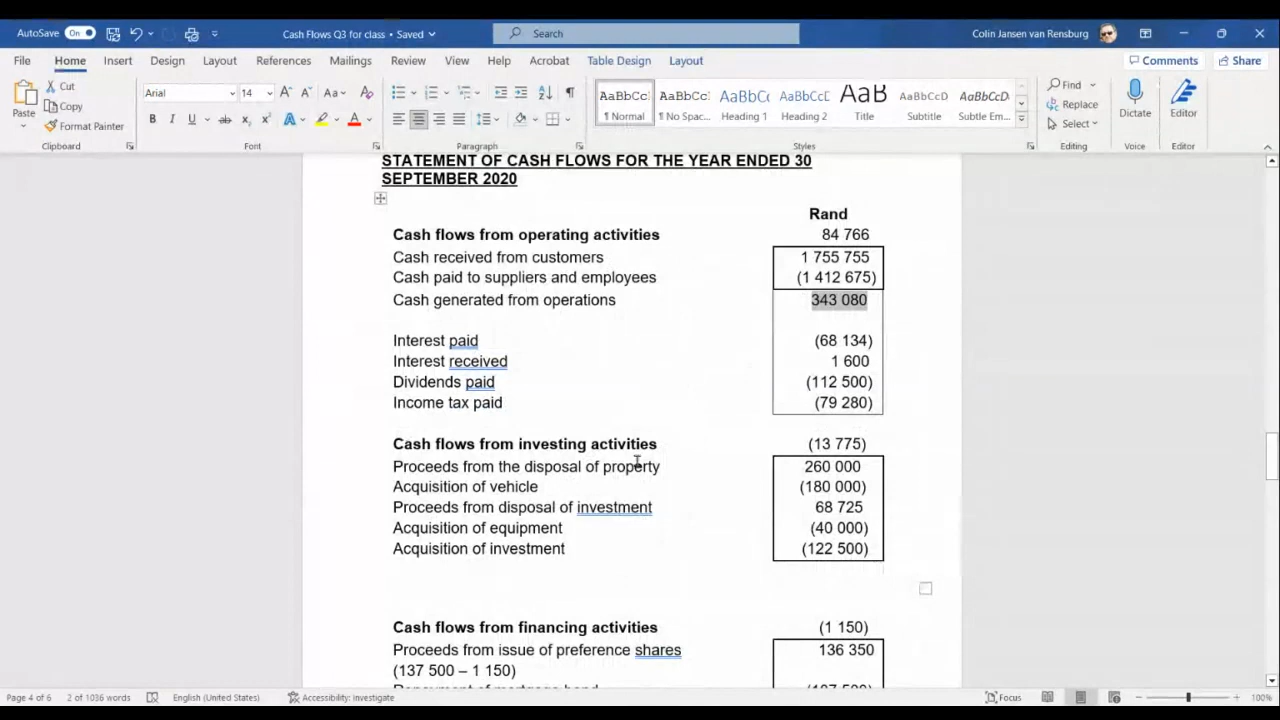 AutoSave On Cash Flows Q3 for class • Saved Search Colin Jansen van Rensburg
File Home Insert Design Layout References Mailings Review View Help Acrobat Table Design Layout Comments Share
Paste Cut Copy Format Painter
Arial 14
AaBbCc AaBbCc AaBbCc AaBbCcE AaB AaBbCcD AaBbCcD
¶ Normal ¶ No Spac... Heading 1 Heading 2 Title Subtitle Subtle Em...
Find Replace Select Dictate Editor
Clipboard Font Paragraph Styles Editing Voice Editor
STATEMENT OF CASH FLOWS FOR THE YEAR ENDED 30
SEPTEMBER 2020
Rand
Cash flows from operating activities 84 766
Cash received from customers 1 755 755
Cash paid to suppliers and employees (1 412 675)
Cash generated from operations 343 080
Interest paid (68 134)
Interest received 1 600
Dividends paid (112 500)
Income tax paid (79 280)
Cash flows from investing activities (13 775)
Proceeds from the disposal of property 260 000
Acquisition of vehicle (180 000)
Proceeds from disposal of investment 68 725
Acquisition of equipment (40 000)
Acquisition of investment (122 500)
Cash flows from financing activities (1 150)
Proceeds from issue of preference shares 136 350
(137 500 – 1 150)
Page 4 of 6 2 of 1036 words English (United States) Accessibility: investigate Focus 100%